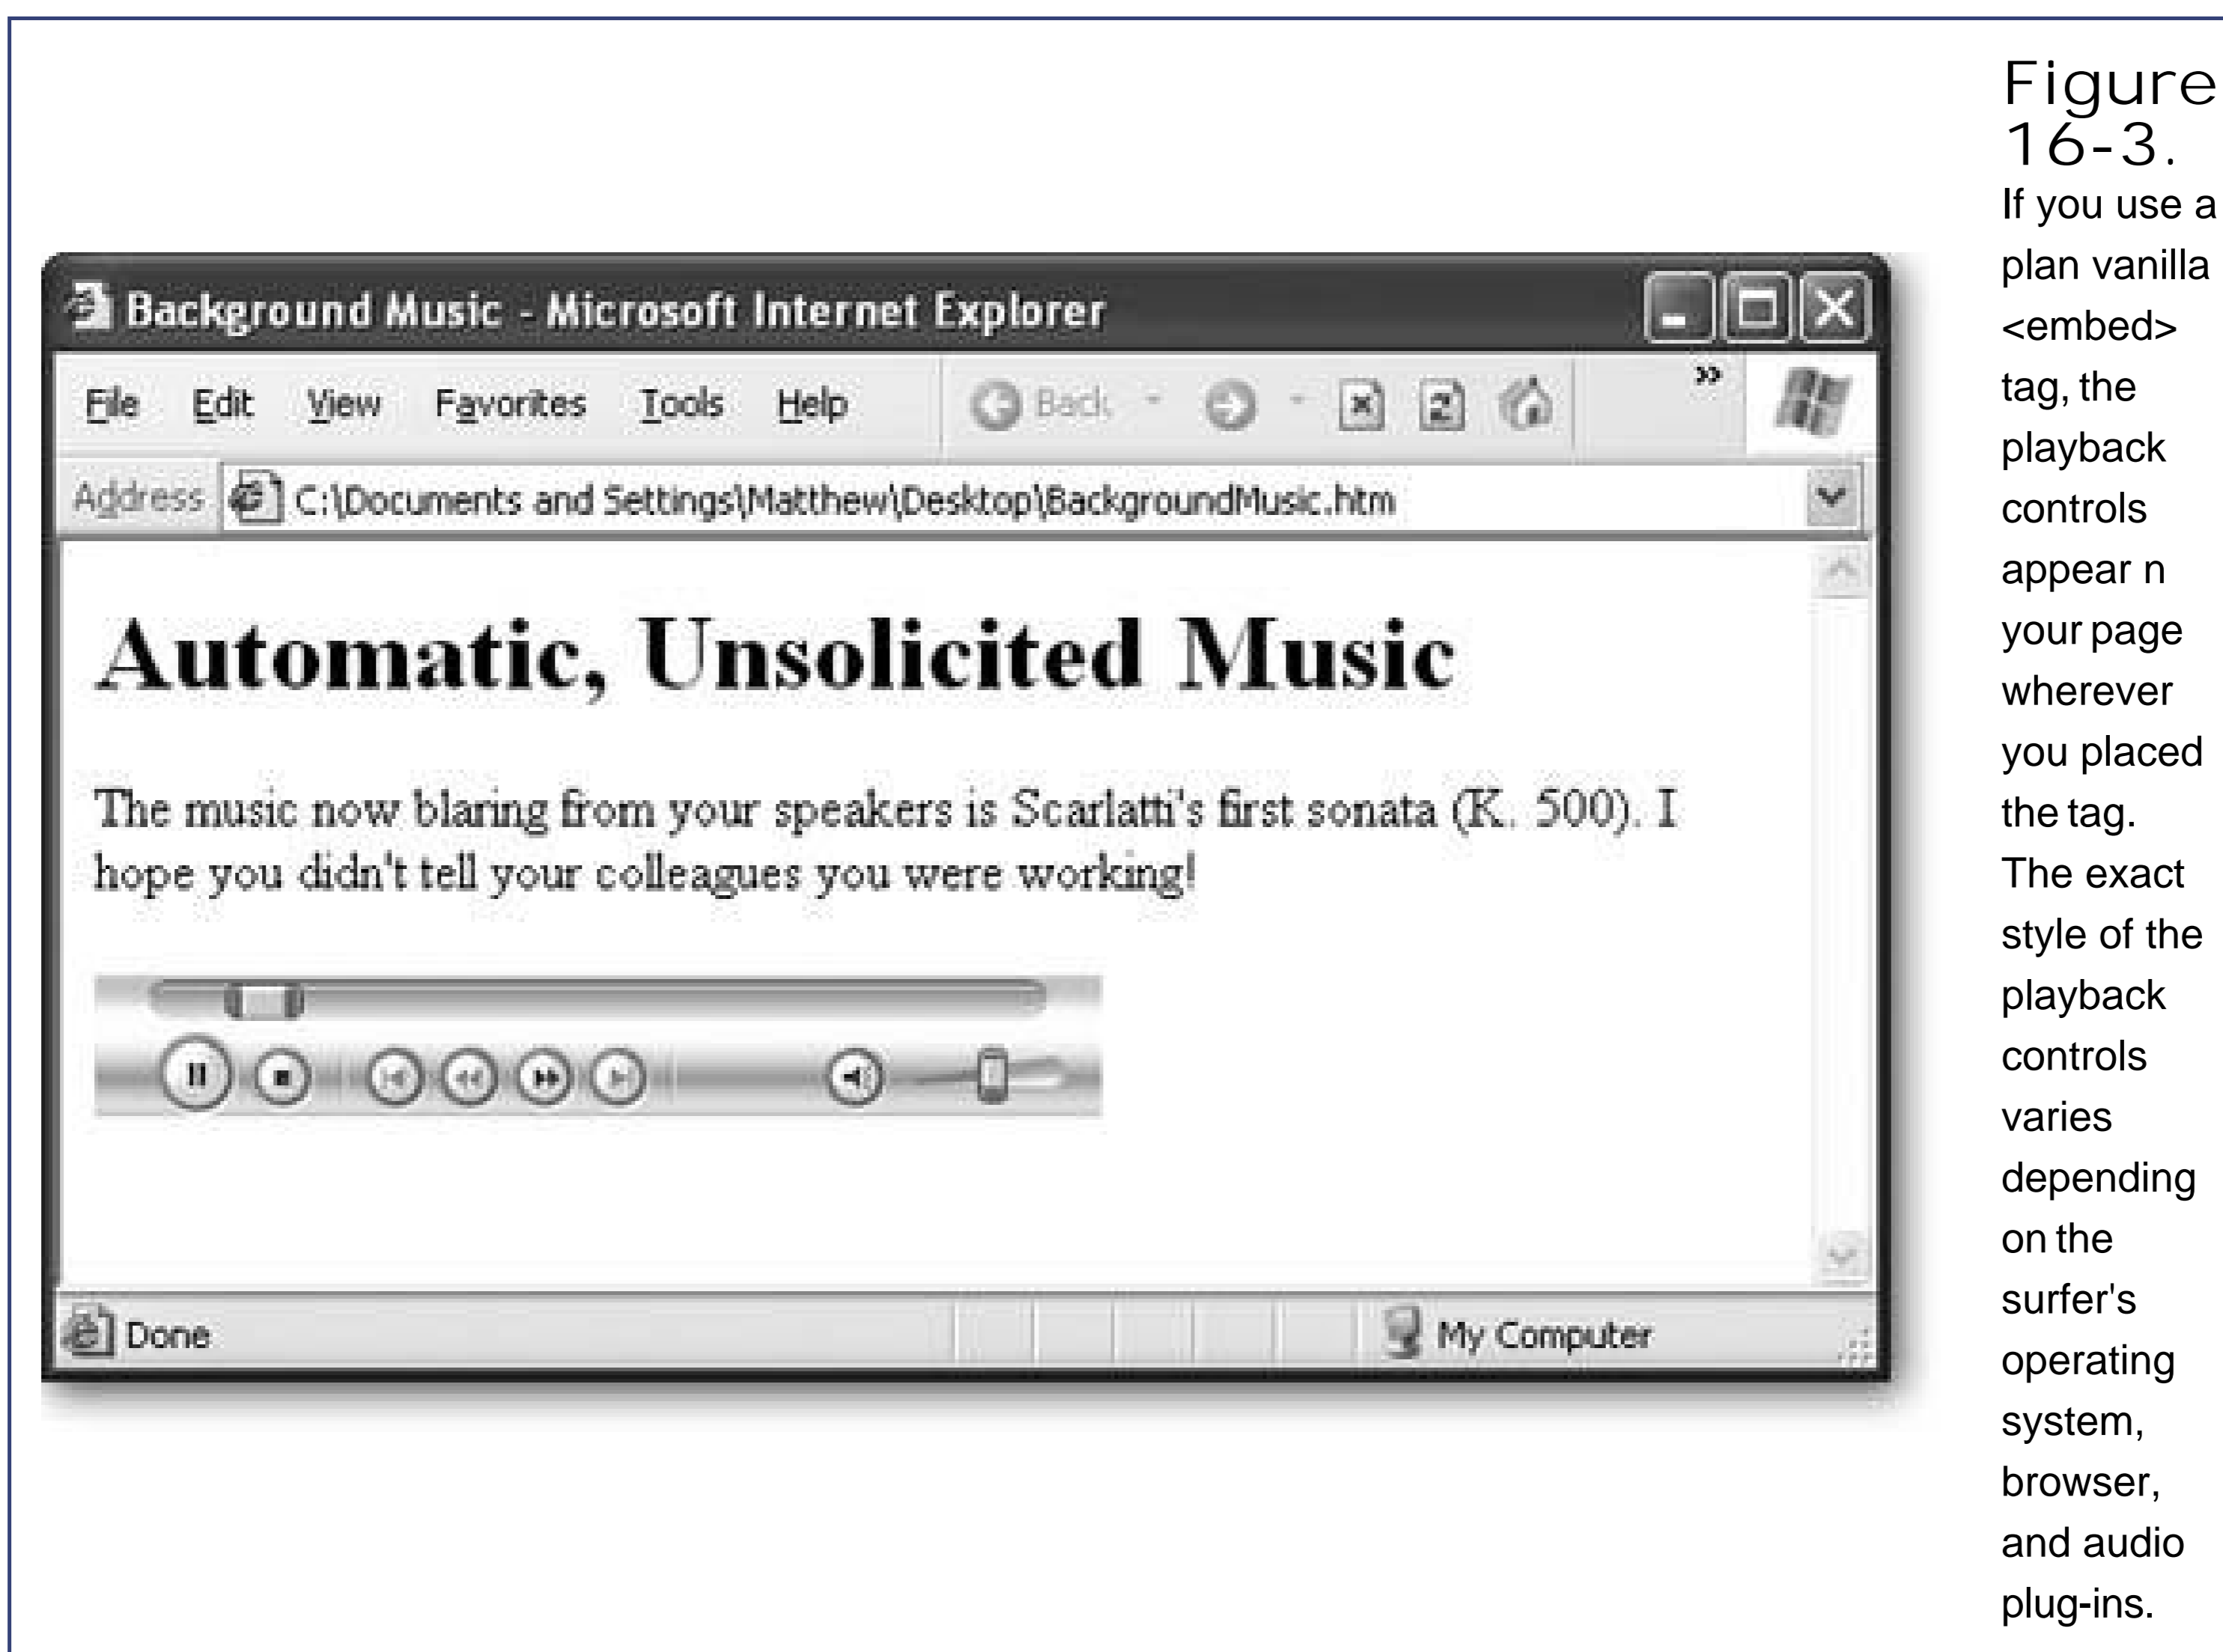 Figure
16-3.
If you use a
plan vanilla
<embed>
tag, the
playback
controls
appear n
your page
wherever
you placed
the tag.
The exact
style of the
playback
controls
varies
depending
on the
surfer's
operating
system,
browser,
and audio
plug-ins.
Background Music - Microsoft Internet Explorer
File Edit View Favorites Tools Help Back »
Address C:\Documents and Settings\Matthew\Desktop\BackgroundMusic.htm
Automatic, Unsolicited Music
The music now blaring from your speakers is Scarlatti's first sonata (K. 500). I
hope you didn't tell your colleagues you were working!
Done My Computer